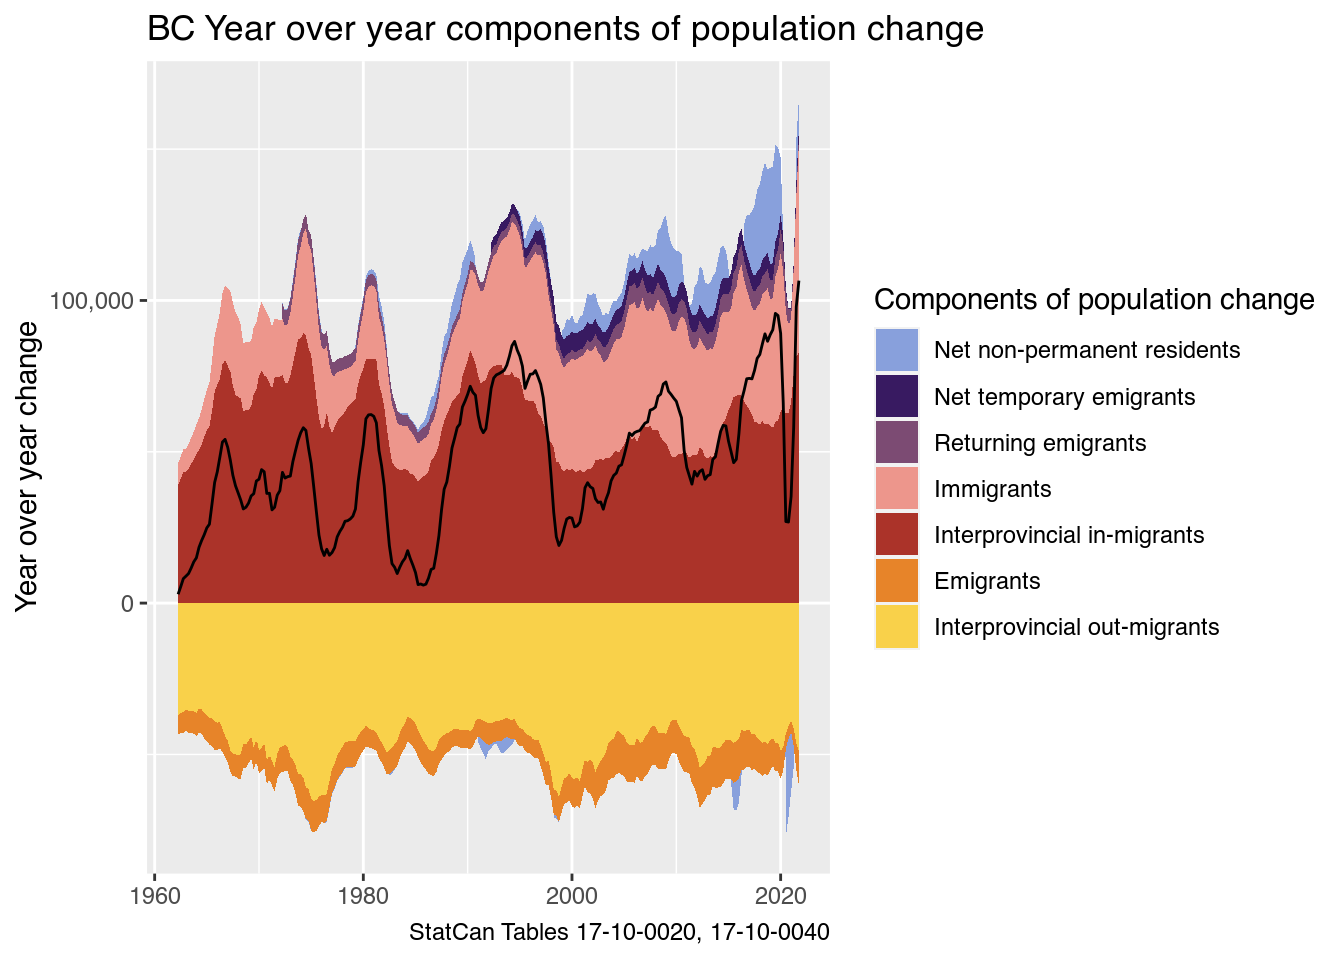 BC Year over year components of population change
Year over year change
100,000
0
1960
1980
2000
2020
Components of population change
Net non-permanent residents
Net temporary emigrants
Returning emigrants
Immigrants
Interprovincial in-migrants
Emigrants
Interprovincial out-migrants
StatCan Tables 17-10-0020, 17-10-0040